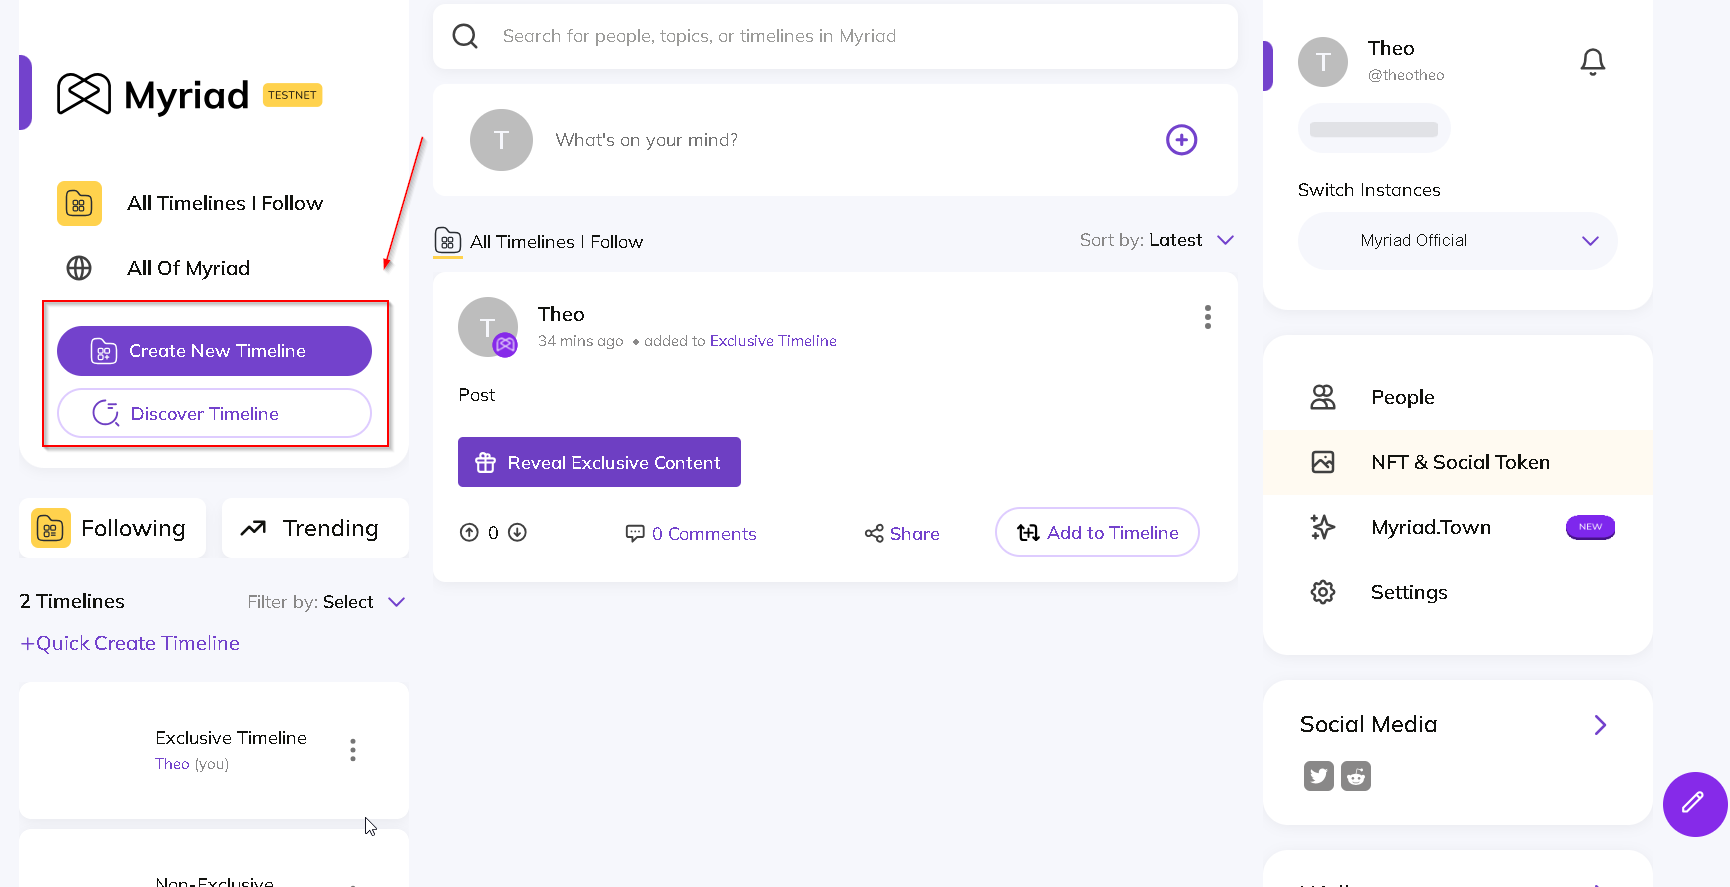 Myriad TESTNET
All Timelines I Follow
All Of Myriad
Create New Timeline
Discover Timeline
Following
Trending
2 Timelines
Filter by: Select
+Quick Create Timeline
Exclusive Timeline
Theo (you)
Non-Exclusive
Search for people, topics, or timelines in Myriad
T
What's on your mind?
All Timelines I Follow
Sort by: Latest
T
Theo
34 mins ago • added to Exclusive Timeline
Post
Reveal Exclusive Content
0
0 Comments
Share
Add to Timeline
T
Theo
@theotheo
Switch Instances
Myriad Official
People
NFT & Social Token
Myriad.Town NEW
Settings
Social Media